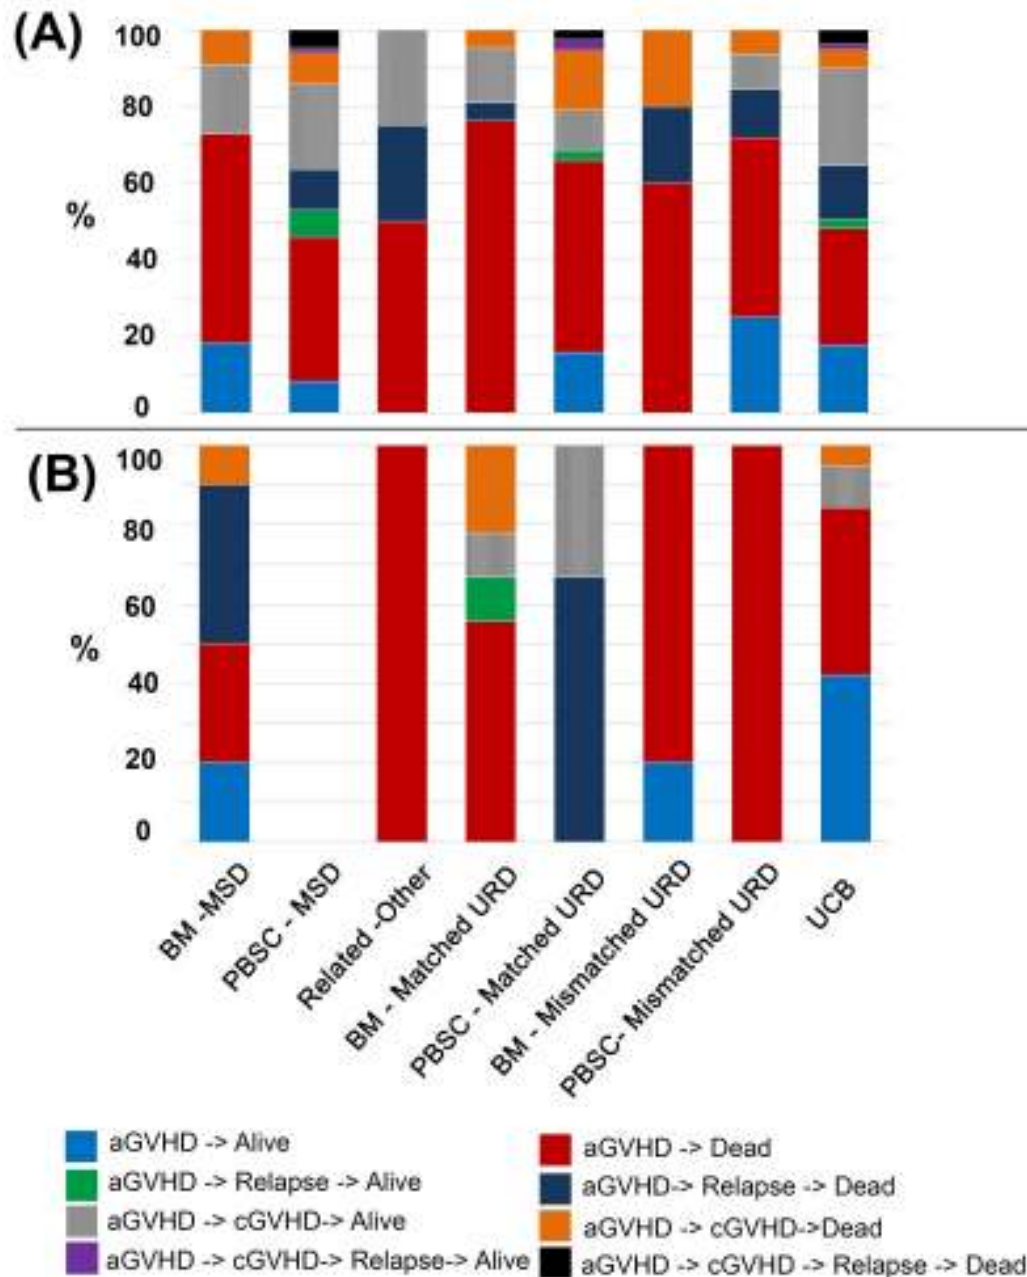 (A)
100
80
60
%
40
20
0
(B)
100
80
60
%
40
20
0
BM -MSD
PBSC - MSD
Related -Other
BM - Matched URD
PBSC - Matched URD
BM - Mismatched URD
PBSC- Mismatched URD
UCB
aGVHD -> Alive
aGVHD -> Dead
aGVHD -> Relapse -> Alive
aGVHD-> Relapse -> Dead
aGVHD -> cGVHD-> Alive
aGVHD -> cGVHD->Dead
aGVHD -> cGVHD-> Relapse-> Alive
aGVHD -> cGVHD -> Relapse -> Dead